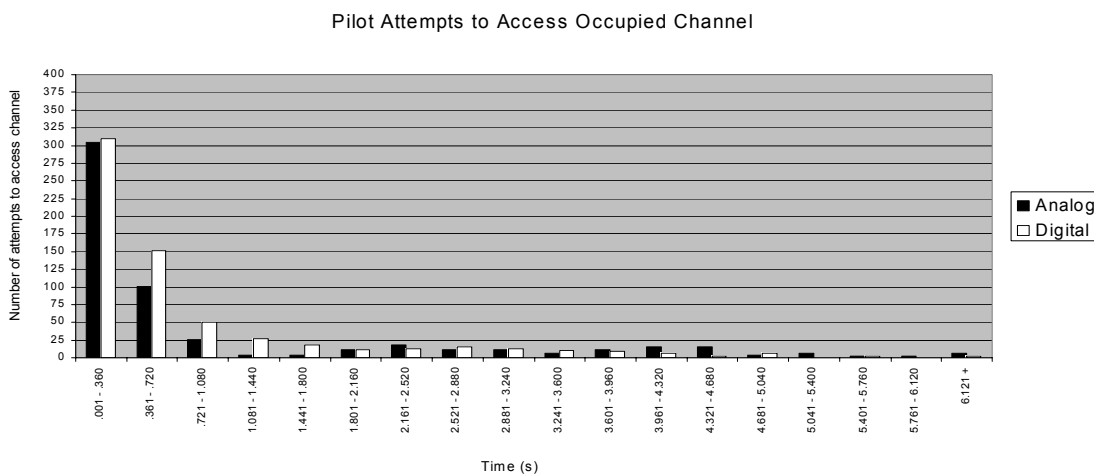 Pilot Attempts to Access Occupied Channel
Number of attempts to access channel
400
375
350
325
300
275
250
225
200
175
150
125
100
75
50
25
0
.001 - .360
.361 - .720
.721 - 1.080
1.081 - 1.440
1.441 - 1.800
1.801 - 2.160
2.161 - 2.520
2.521 - 2.880
2.881 - 3.240
3.241 - 3.600
3.601 - 3.960
3.961 - 4.320
4.321 - 4.680
4.681 - 5.040
5.041 - 5.400
5.401 - 5.760
5.761 - 6.120
6.121 +
Time (s)
Analog
Digital